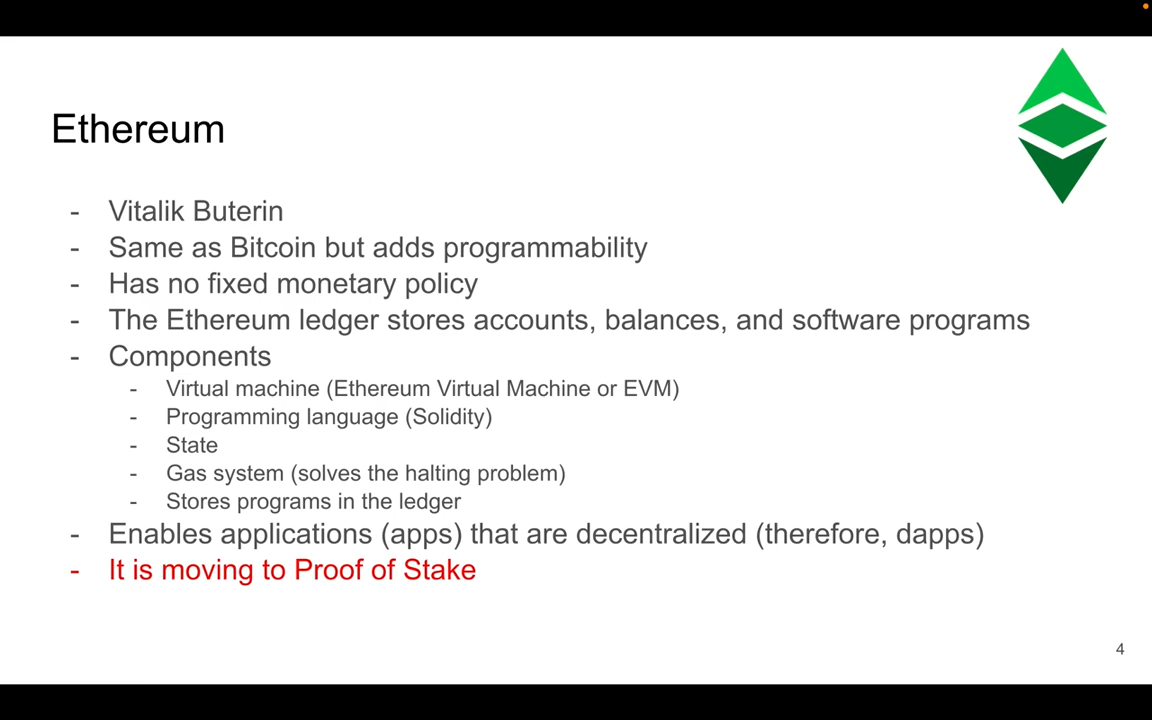 Ethereum
- Vitalik Buterin
- Same as Bitcoin but adds programmability
- Has no fixed monetary policy
- The Ethereum ledger stores accounts, balances, and software programs
- Components
- Virtual machine (Ethereum Virtual Machine or EVM)
- Programming language (Solidity)
- State
- Gas system (solves the halting problem)
- Stores programs in the ledger
- Enables applications (apps) that are decentralized (therefore, dapps)
- It is moving to Proof of Stake
4